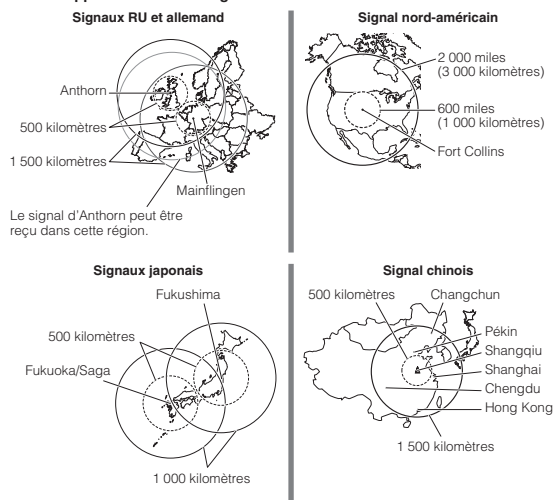 Signaux RU et allemand
Anthorn
500 kilomètres
1 500 kilomètres
Mainflingen
Le signal d'Anthorn peut être
reçu dans cette région.
Signal nord-américain
2 000 miles
(3 000 kilomètres)
600 miles
(1 000 kilomètres)
Fort Collins
Signaux japonais
Fukushima
500 kilomètres
Fukuoka/Saga
1 000 kilomètres
Signal chinois
500 kilomètres
Changchun
Pékin
Shangqiu
Shanghai
Chengdu
Hong Kong
1 500 kilomètres